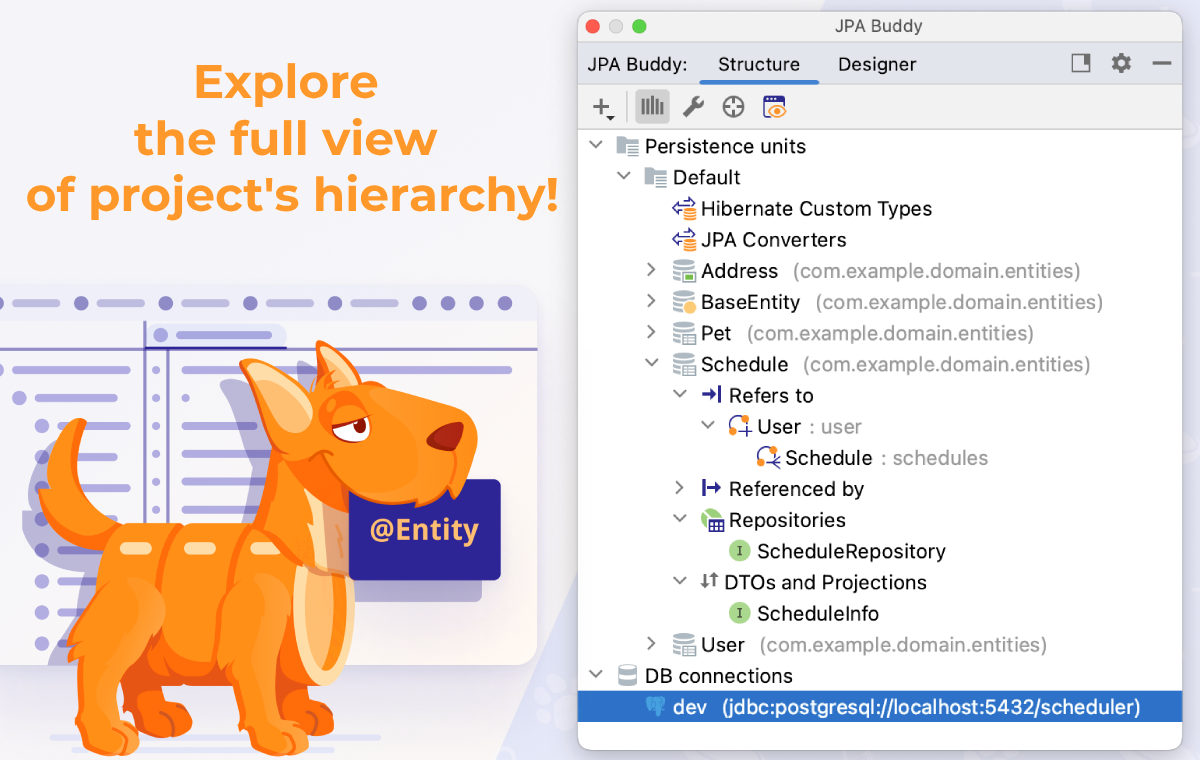 Explore
the full view
of project's hierarchy!
@Entity
JPA Buddy
JPA Buddy: Structure Designer
Persistence units
Default
Hibernate Custom Types
JPA Converters
Address (com.example.domain.entities)
BaseEntity (com.example.domain.entities)
Pet (com.example.domain.entities)
Schedule (com.example.domain.entities)
Refers to
User : user
Schedule : schedules
Referenced by
Repositories
I ScheduleRepository
DTOs and Projections
I ScheduleInfo
User (com.example.domain.entities)
DB connections
dev (jdbc:postgresql://localhost:5432/scheduler)